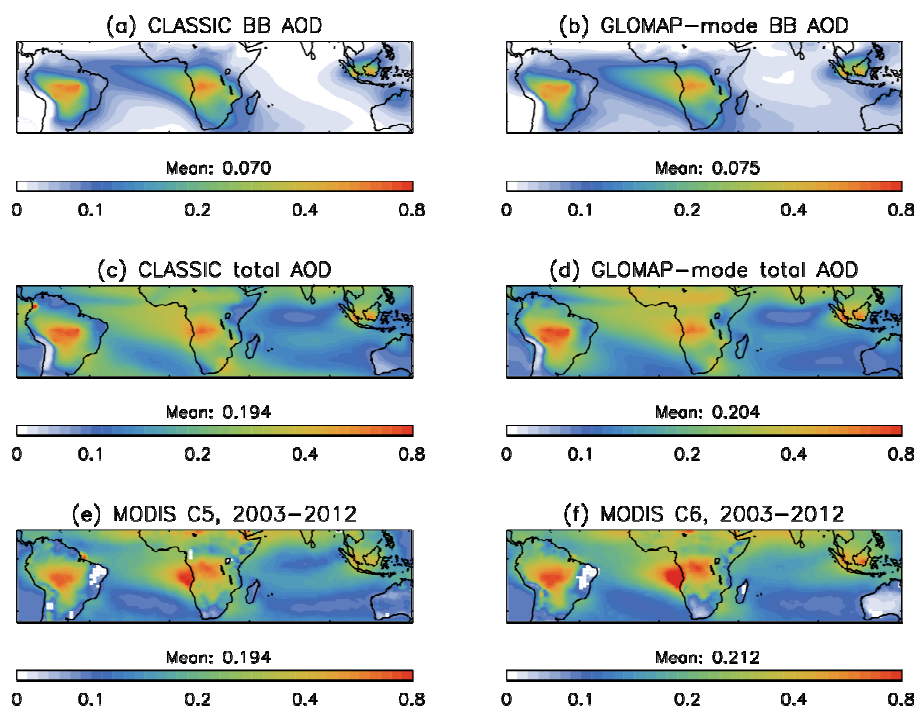 (a) CLASSIC BB AOD
(b) GLOMAP-mode BB AOD
Mean: 0.070
Mean: 0.075
0 0.1 0.2 0.4 0.8
0 0.1 0.2 0.4 0.8
(c) CLASSIC total AOD
(d) GLOMAP-mode total AOD
Mean: 0.194
Mean: 0.204
0 0.1 0.2 0.4 0.8
0 0.1 0.2 0.4 0.8
(e) MODIS C5, 2003-2012
(f) MODIS C6, 2003-2012
Mean: 0.194
Mean: 0.212
0 0.1 0.2 0.4 0.8
0 0.1 0.2 0.4 0.8